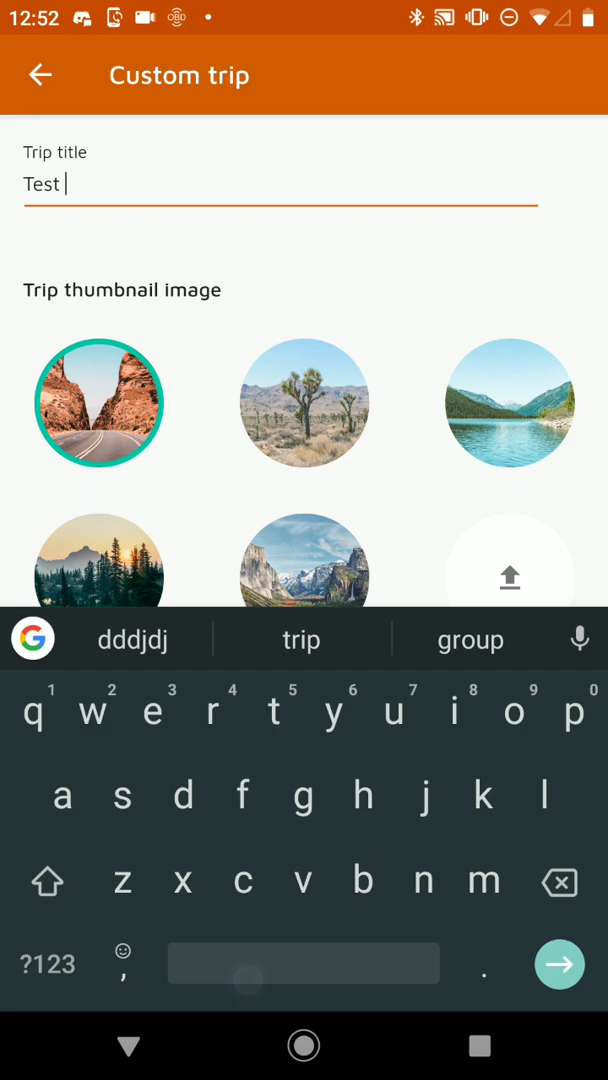 12:52
OBD
Custom trip
Trip title
Test
Trip thumbnail image
G dddjdj trip group
1 2 3 4 5 6 7 8 9 0
q w e r t y u i o p
a s d f g h j k l
z x c v b n m
?123 , .